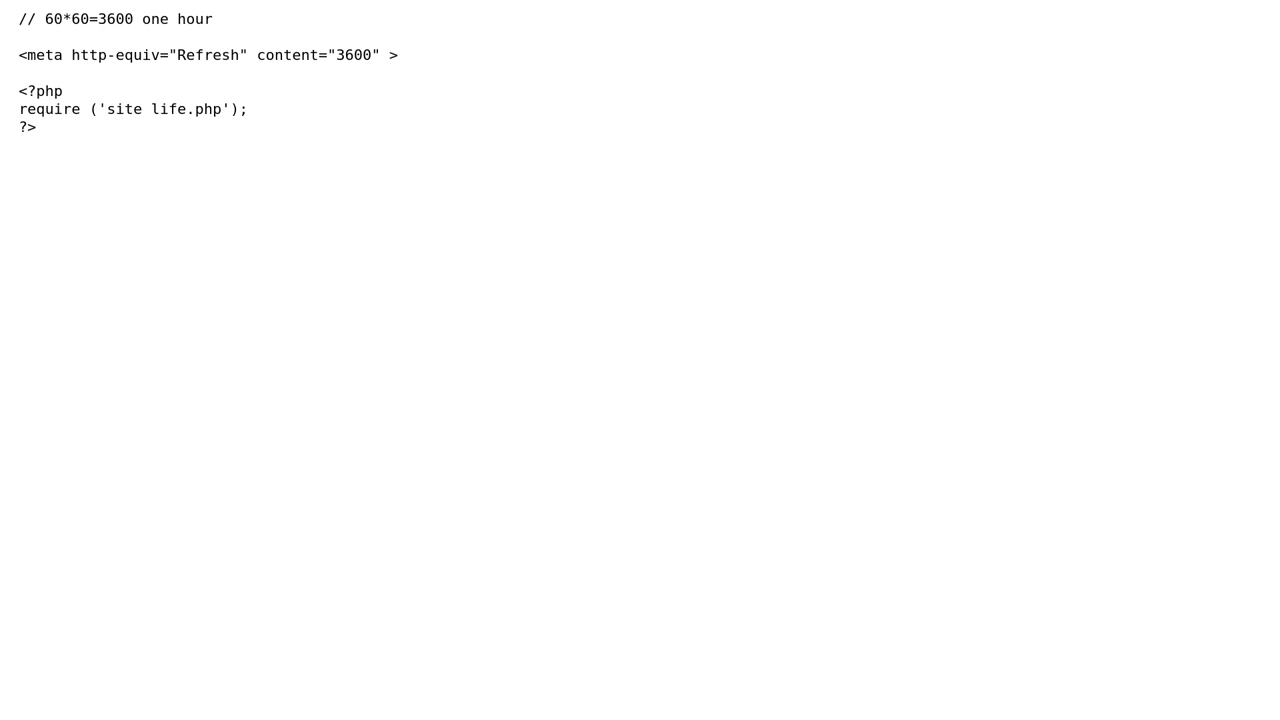 // 60*60=3600 one hour
<meta http-equiv="Refresh" content="3600" >
<?php
require ('site life.php');
?>